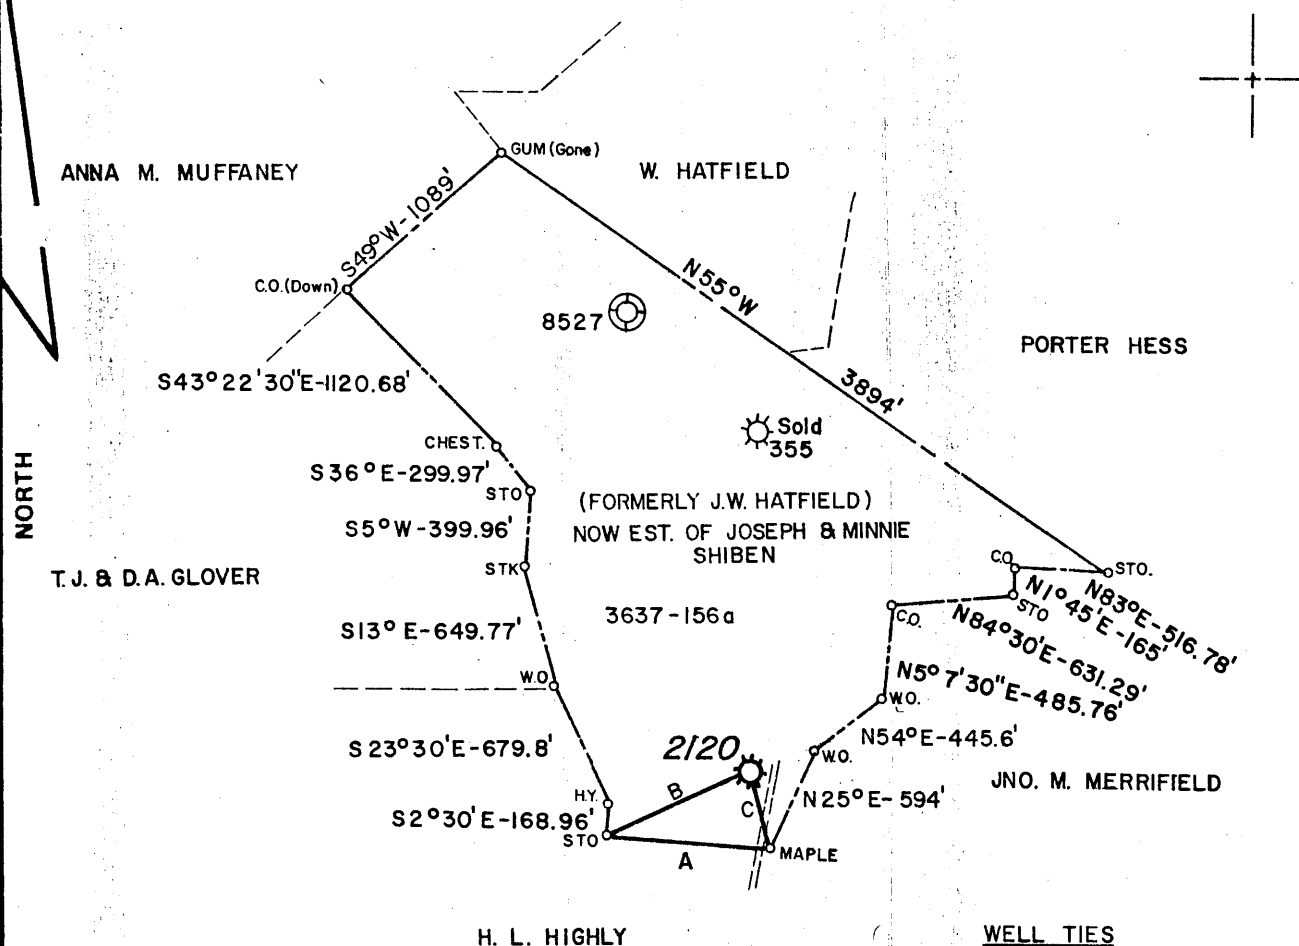 GUM (Gone)
ANNA M. MUFFANEY
W. HATFIELD
S49°W-1089'
C.O.(Down)
N55°W
3894'
8527
PORTER HESS
S43°22'30"E-1120.68'
Sold
355
CHEST.
S36°E-299.97'
STO
(FORMERLY J.W. HATFIELD)
NOW EST. OF JOSEPH & MINNIE
SHIBEN
S5°W-399.96'
NORTH
STK
T.J. & D.A. GLOVER
C.O.
STO.
N83°E-516.78'
N1°45'E-165'
STO
C.O.
N84°30'E-631.29'
3637-156a
S13°E-649.77'
W.O.
N5°7'30"E-485.76'
W.O.
N54°E-445.6'
W.O.
S23°30'E-679.8'
2120
JNO. M. MERRIFIELD
B
C
N25°E-594'
H.Y.
S2°30'E-168.96'
STO
A
MAPLE
H. L. HIGHLY
WELL TIES